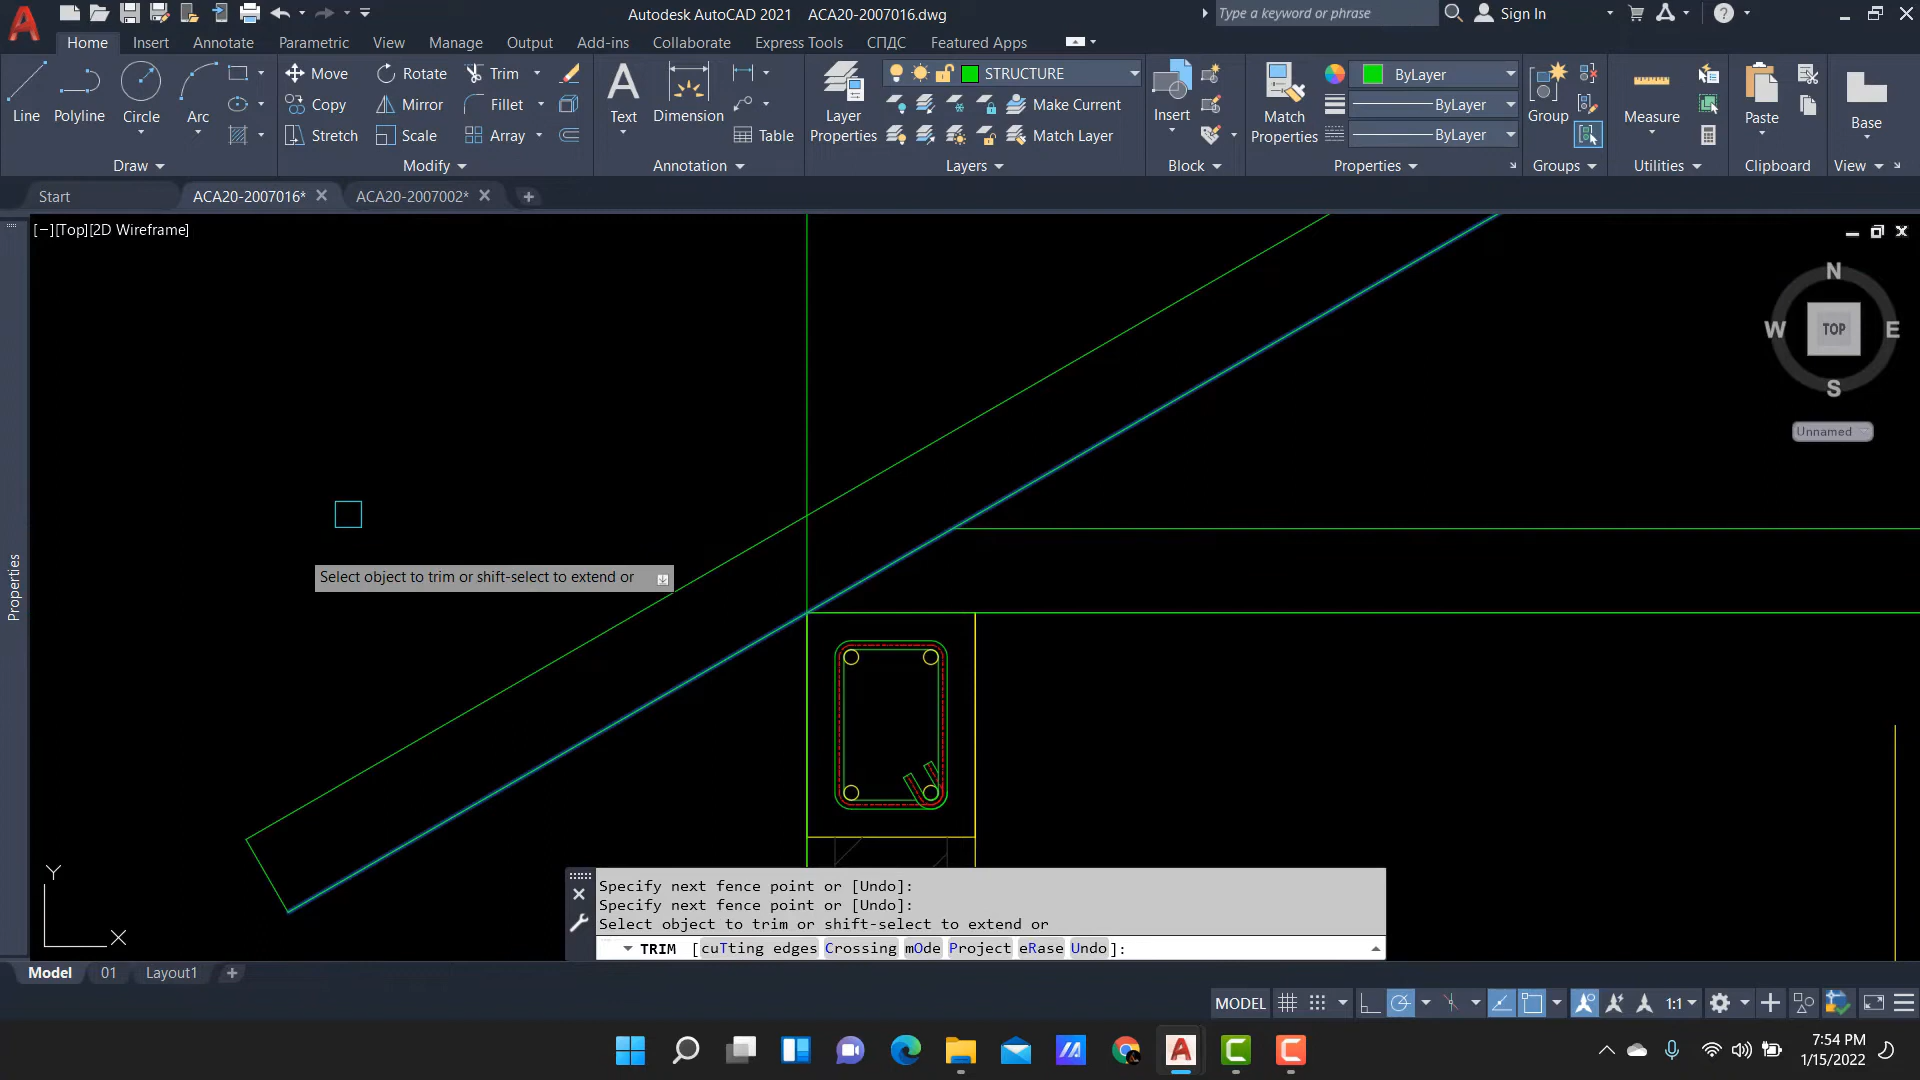 Autodesk AutoCAD 2021 ACA20-2007016.dwg
Type a keyword or phrase
Sign In
Home Insert Annotate Parametric View Manage Output Add-ins Collaborate Express Tools СПДС Featured Apps
Line Polyline Circle Arc
Move Rotate Trim
Copy Mirror Fillet
Stretch Scale Array
Text Dimension Table
Layer Properties
STRUCTURE
Make Current
Match Layer
Insert
Match Properties
ByLayer
ByLayer
ByLayer
Group
Measure
Paste
Base
Draw Modify Annotation Layers Block Properties Groups Utilities Clipboard View
Start ACA20-2007016* ACA20-2007002*
[−][Top][2D Wireframe]
N
W TOP E
S
Unnamed
Properties
Select object to trim or shift-select to extend or
Y
X
Specify next fence point or [Undo]:
Specify next fence point or [Undo]:
Select object to trim or shift-select to extend or
TRIM [cuTting edges Crossing mOde Project eRase Undo]:
Model 01 Layout1
MODEL 1:1
7:54 PM
1/15/2022